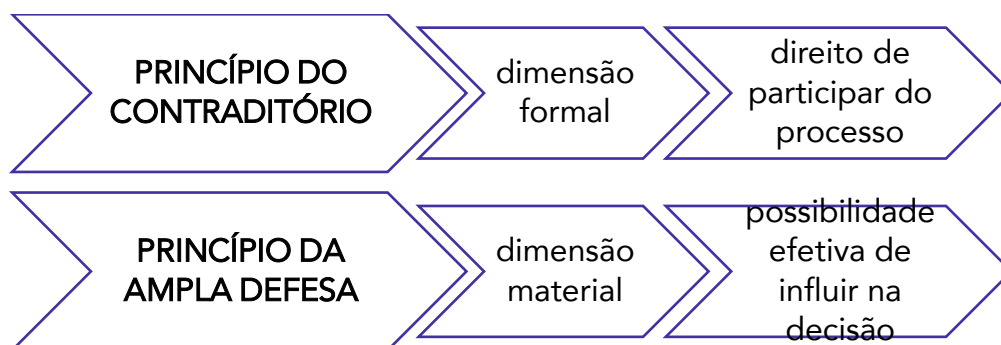 PRINCÍPIO DO
CONTRADITÓRIO
dimensão
formal
direito de
participar do
processo
PRINCÍPIO DA
AMPLA DEFESA
dimensão
material
possibilidade
efetiva de
influir na
decisão